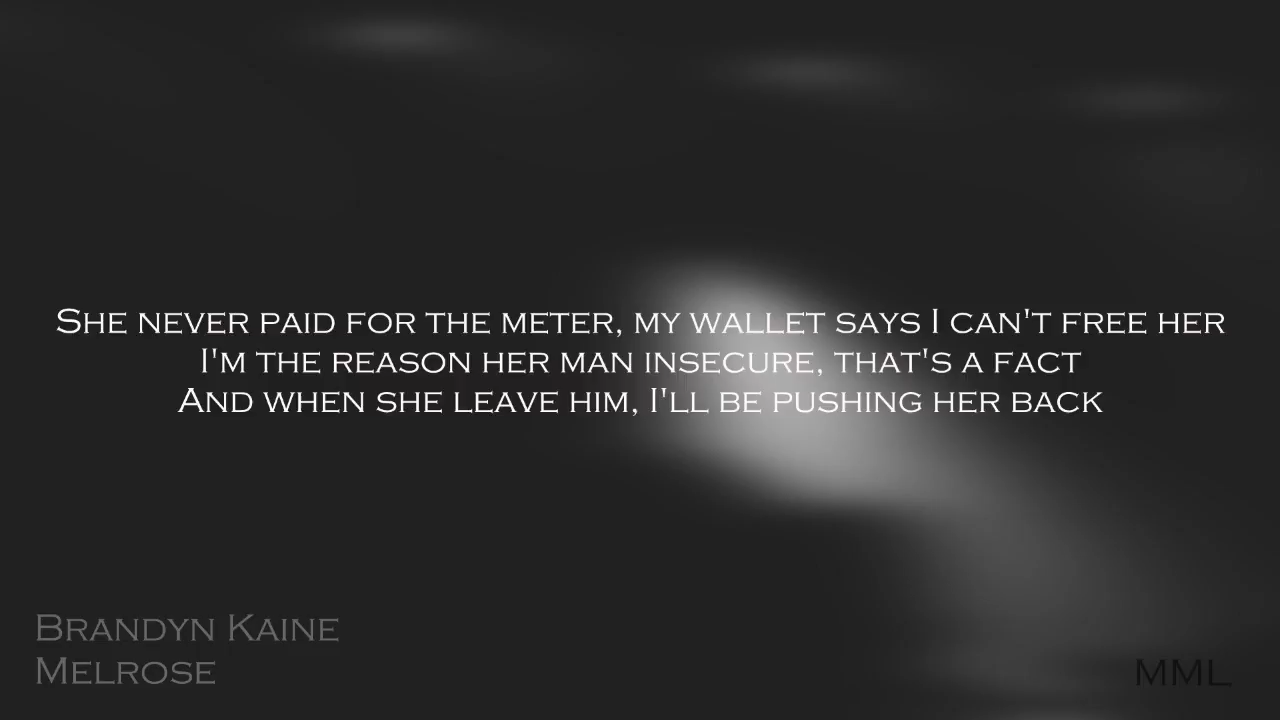 She never paid for the meter, my wallet says I can't free her
I'm the reason her man insecure, that's a fact
And when she leave him, I'll be pushing her back
Brandyn Kaine
Melrose
MML